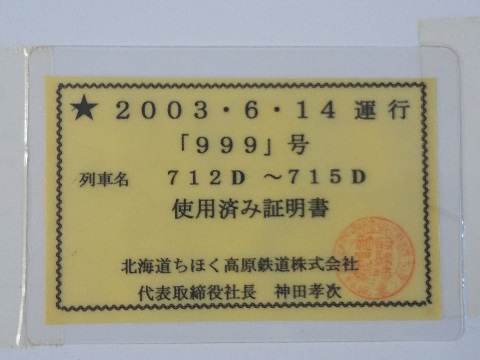 ★２００３・６・１４運行
「９９９」号
列車名 ７１２Ｄ ～７１５Ｄ
使用済み証明書
北海道ちほく高原鉄道株式会社
代表取締役社長 神田孝次